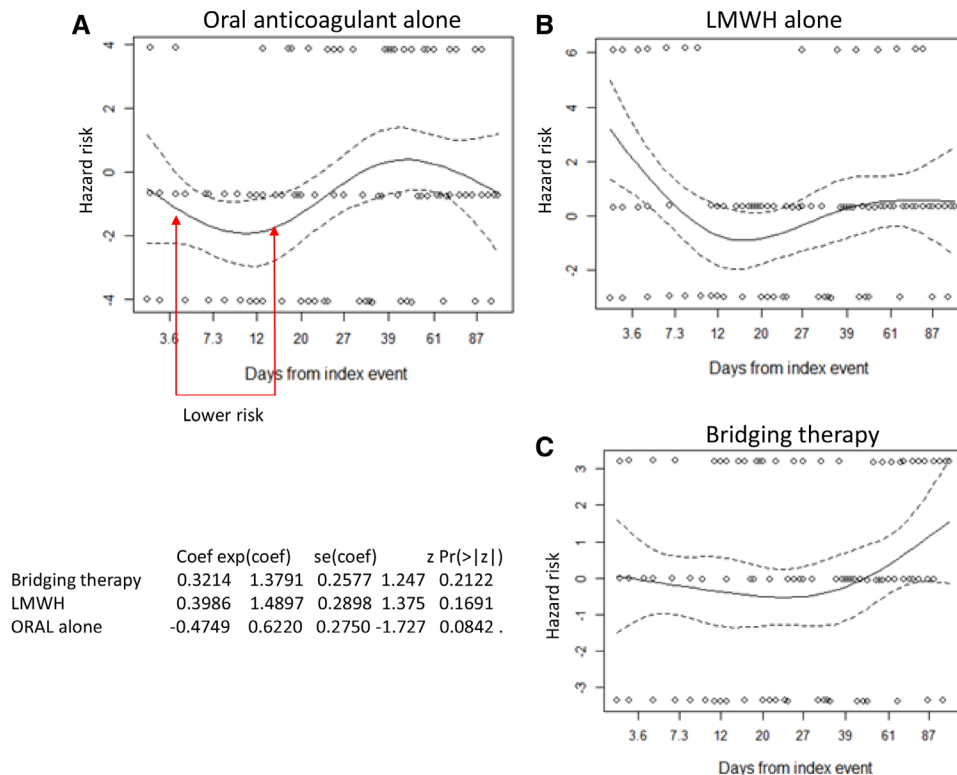 A
Oral anticoagulant alone
Hazard risk
4
2
0
-2
-4
3.6 7.3 12 20 27 39 61 87
Days from index event
Lower risk
B
LMWH alone
Hazard risk
6
4
2
0
-2
3.6 7.3 12 20 27 39 61 87
Days from index event
C
Bridging therapy
Hazard risk
3
2
1
0
-1
-2
-3
3.6 7.3 12 20 27 39 61 87
Days from index event
Coef exp(coef) se(coef) z Pr(>|z|)
Bridging therapy 0.3214 1.3791 0.2577 1.247 0.2122
LMWH 0.3986 1.4897 0.2898 1.375 0.1691
ORAL alone -0.4749 0.6220 0.2750 -1.727 0.0842 .